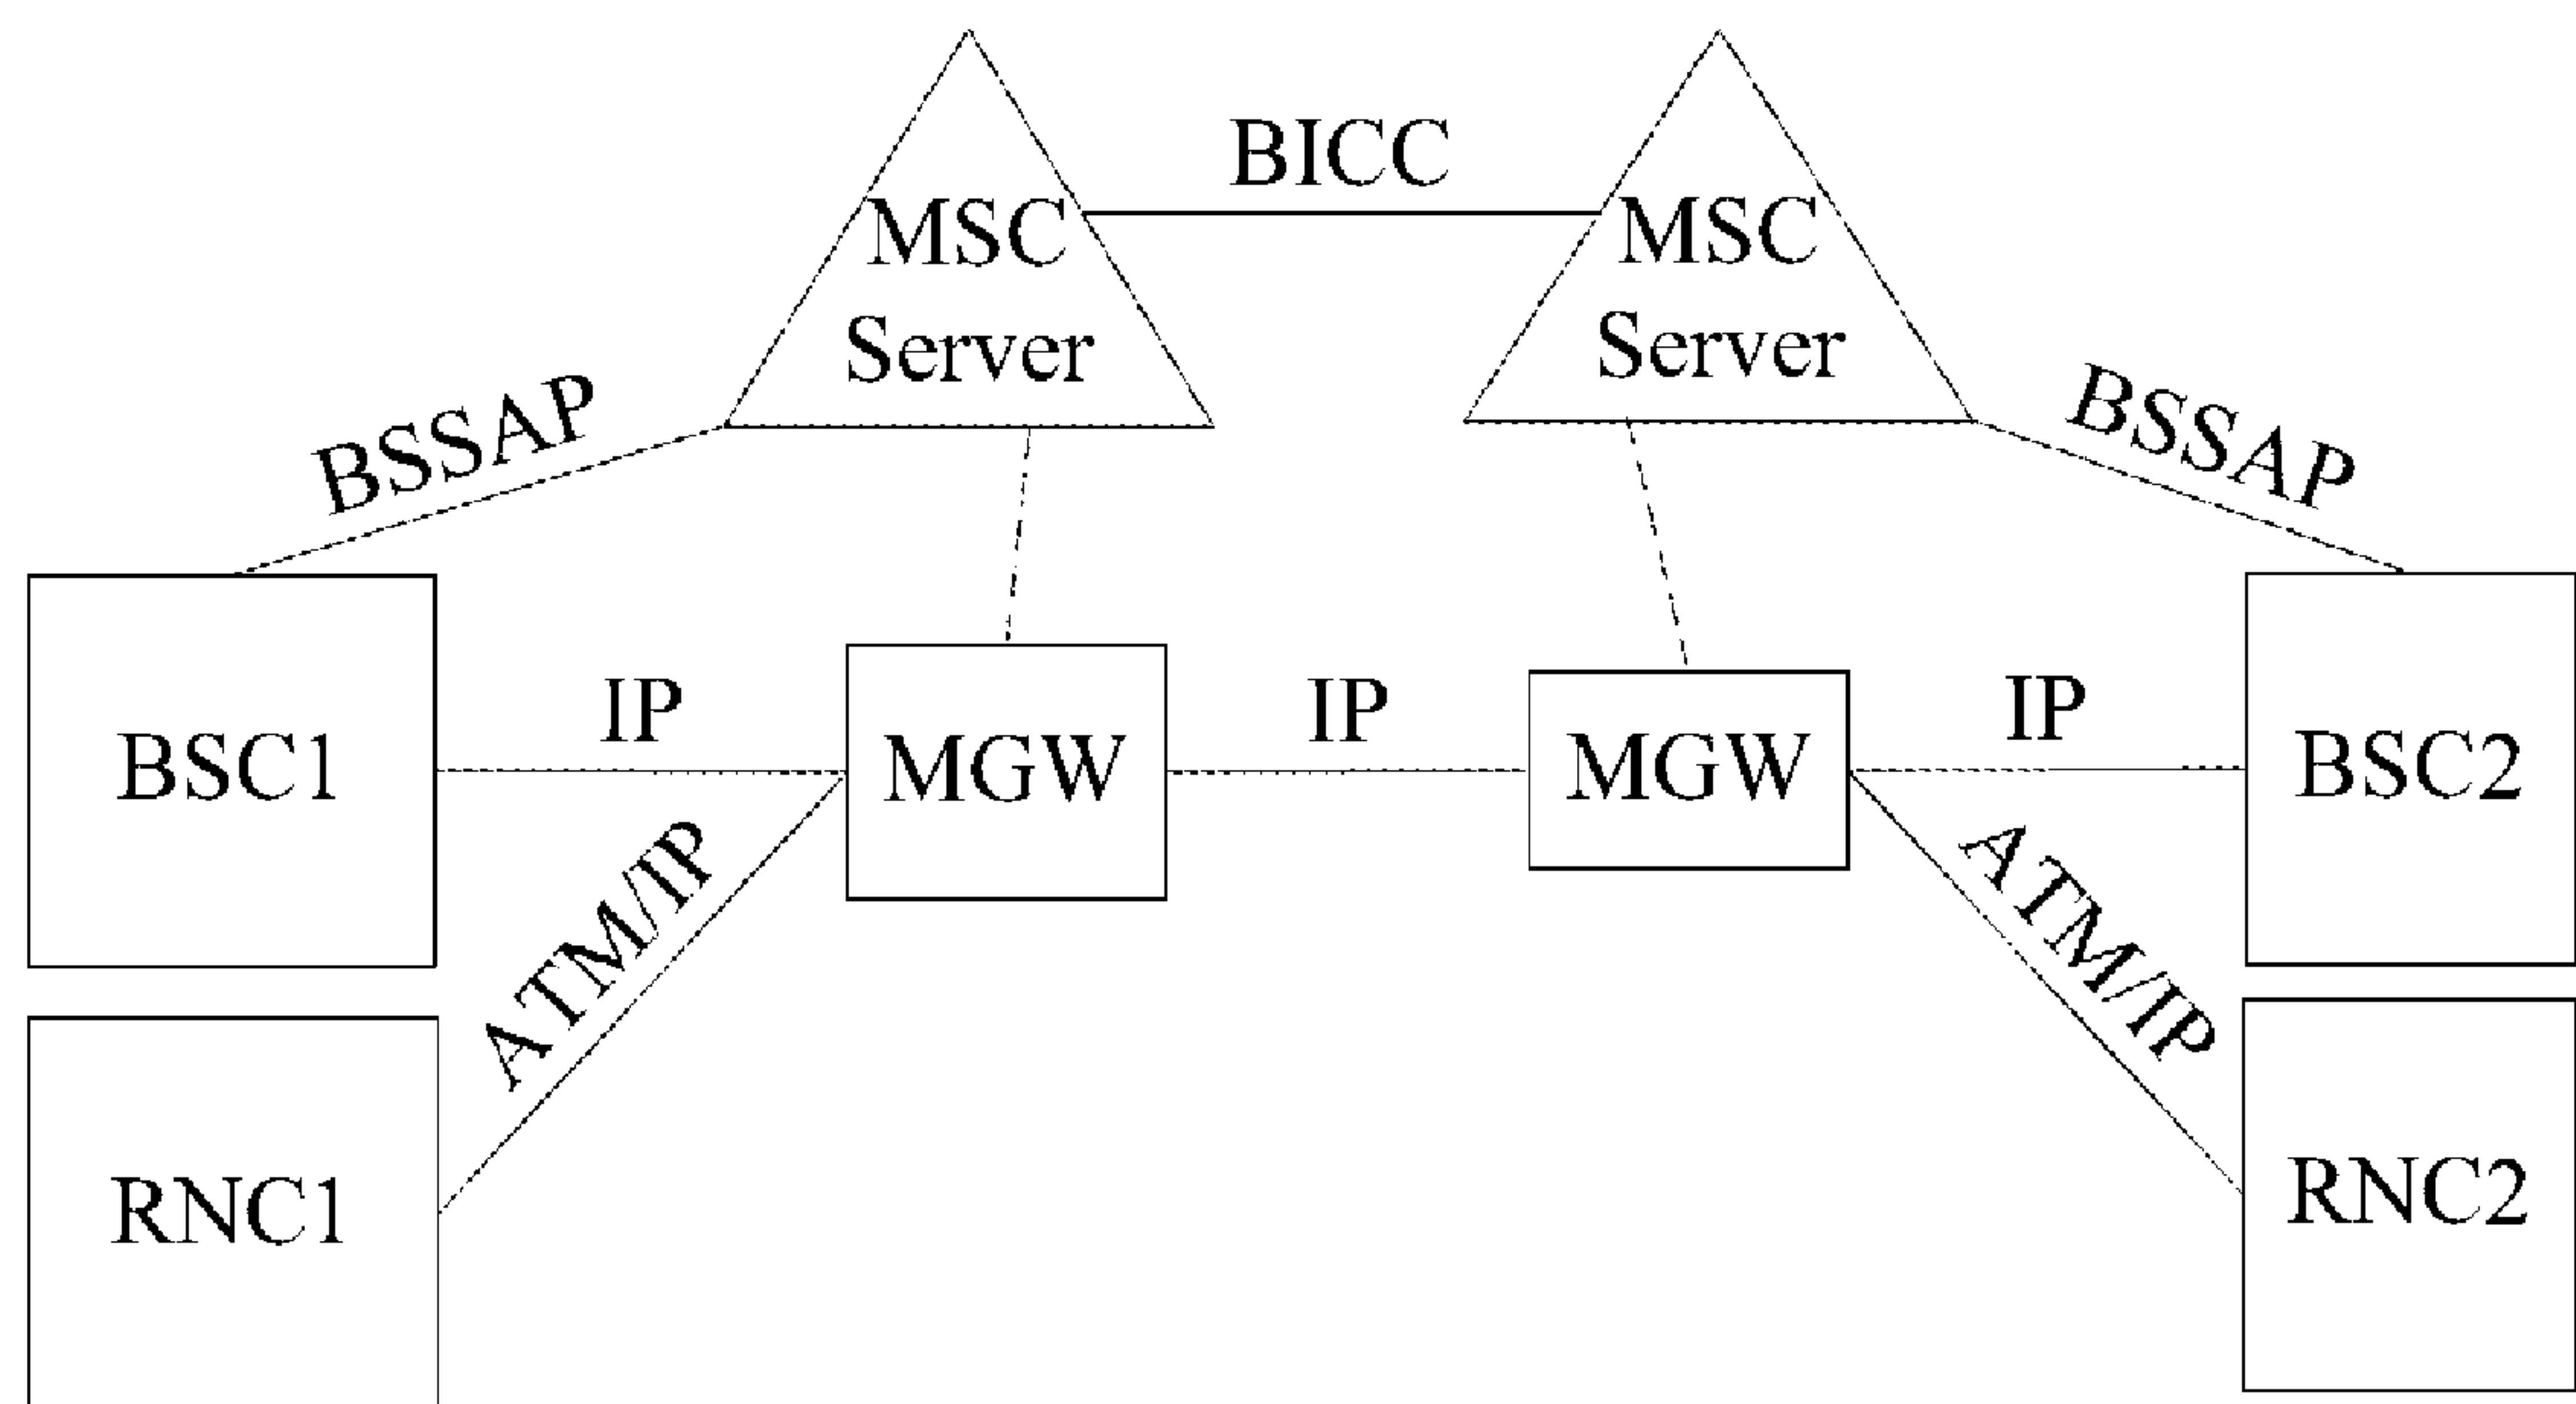 BICC
MSC
Server
MSC
Server
BSSAP
BSSAP
BSC1
IP
MGW
IP
MGW
IP
BSC2
ATM/IP
ATM/IP
RNC1
RNC2